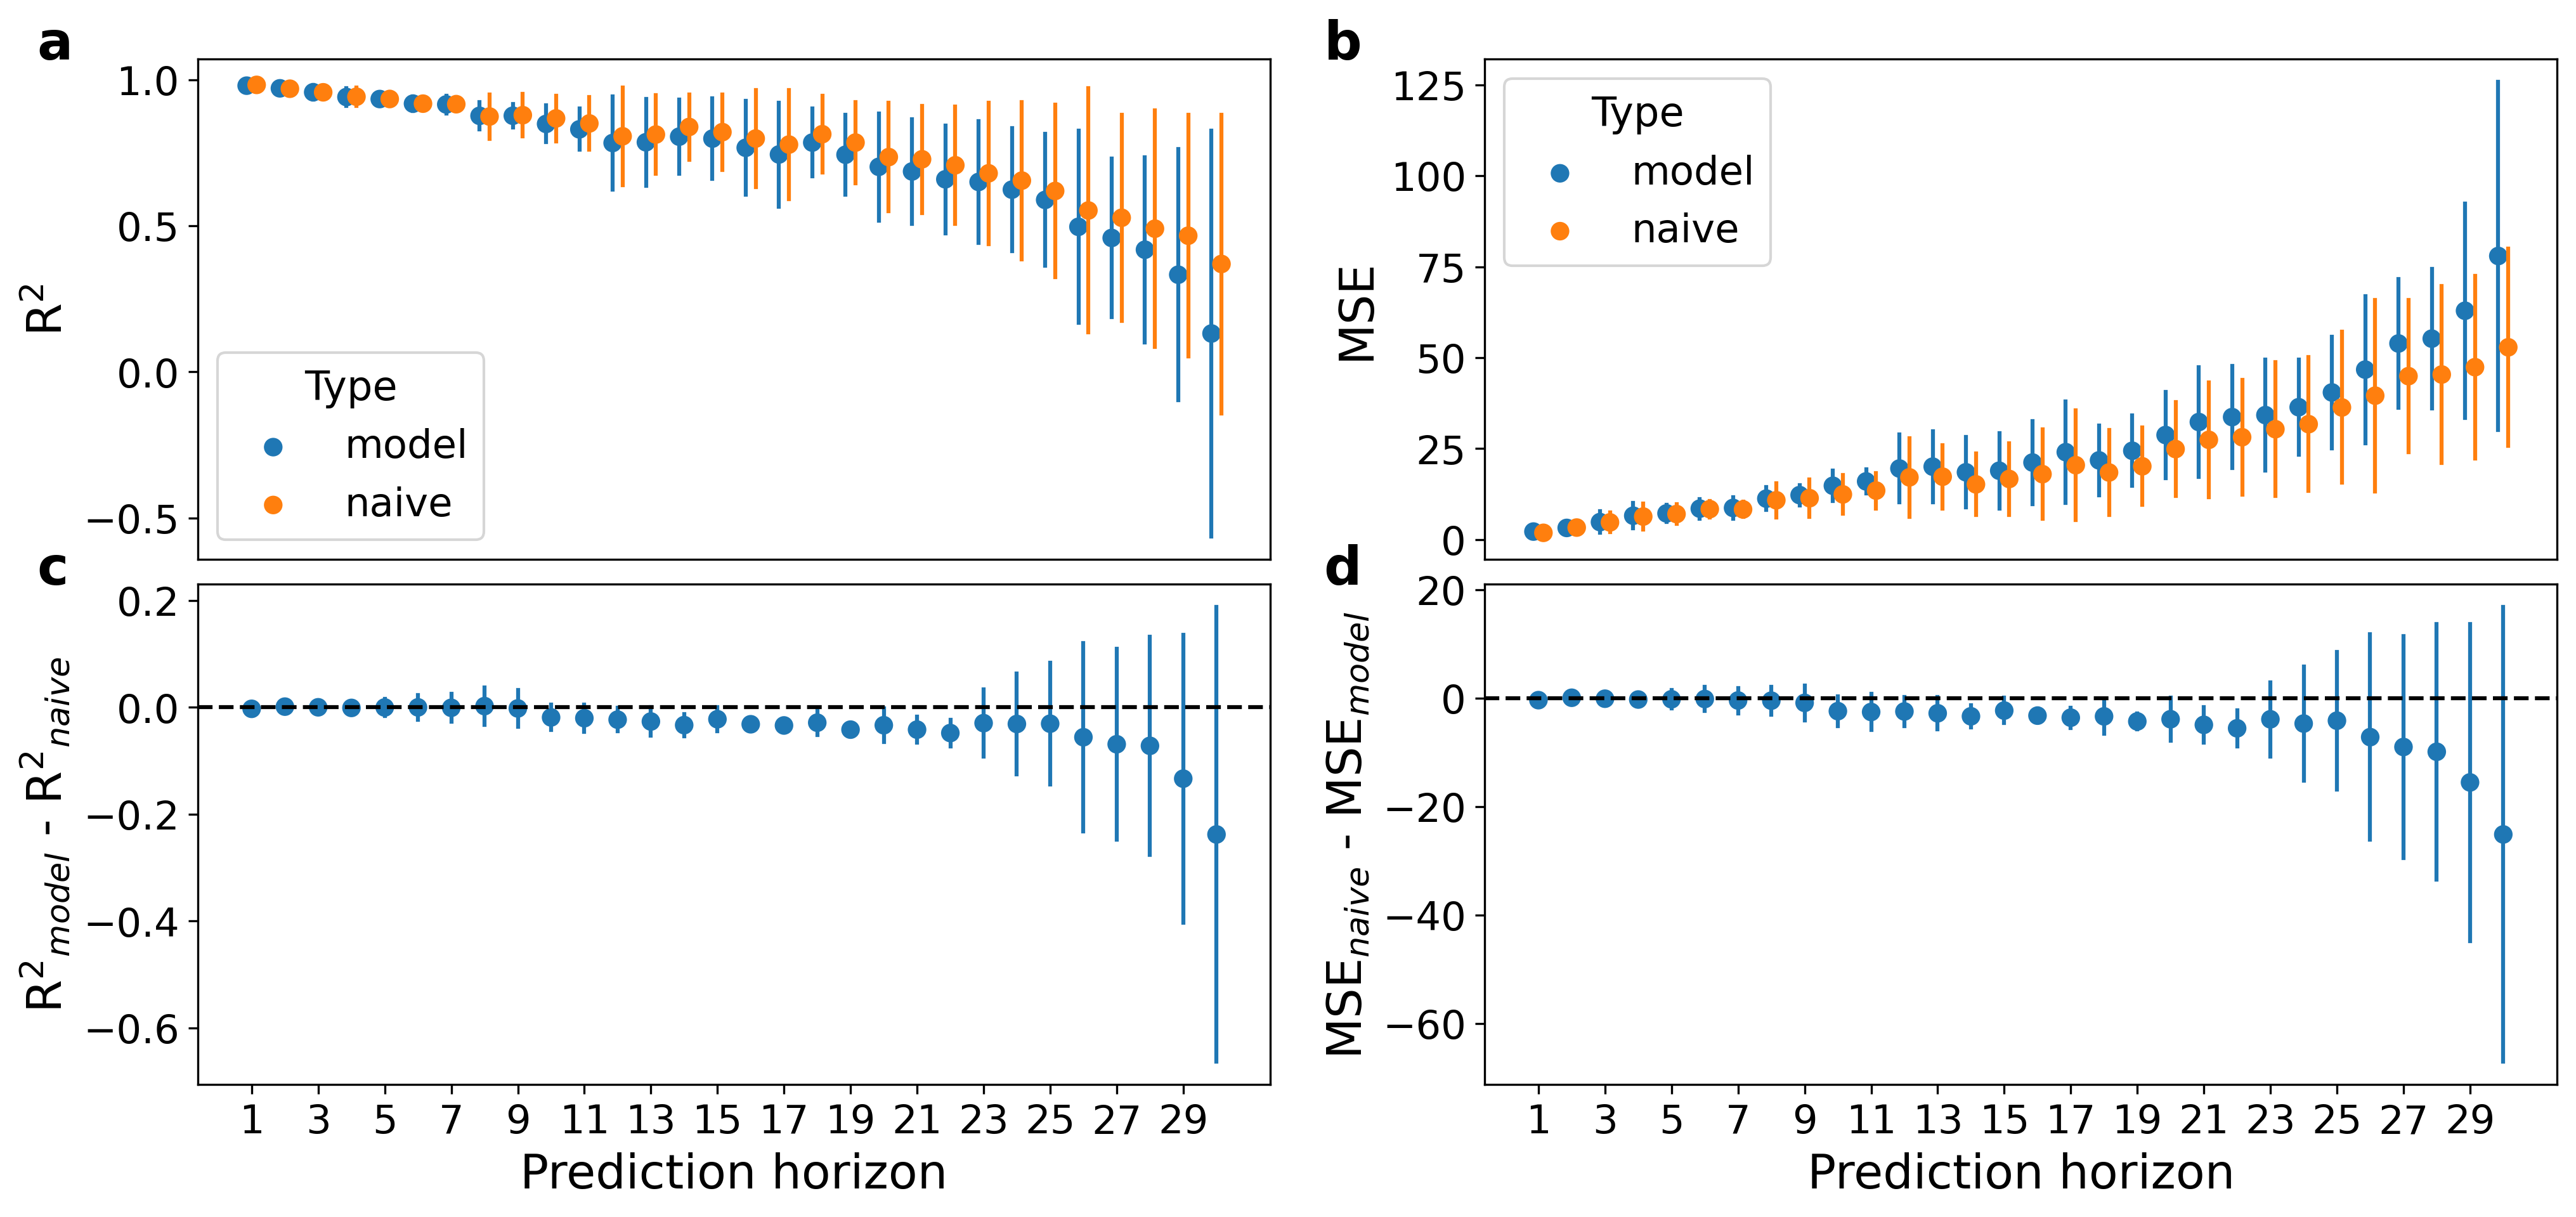 a
1.0
0.5
0.0
−0.5
R²
Type
model
naive
b
125
100
75
50
25
0
MSE
Type
model
naive
c
0.2
0.0
−0.2
−0.4
−0.6
R²model - R²naive
1 3 5 7 9 11 13 15 17 19 21 23 25 27 29
Prediction horizon
d
20
0
−20
−40
−60
MSEnaive - MSEmodel
1 3 5 7 9 11 13 15 17 19 21 23 25 27 29
Prediction horizon